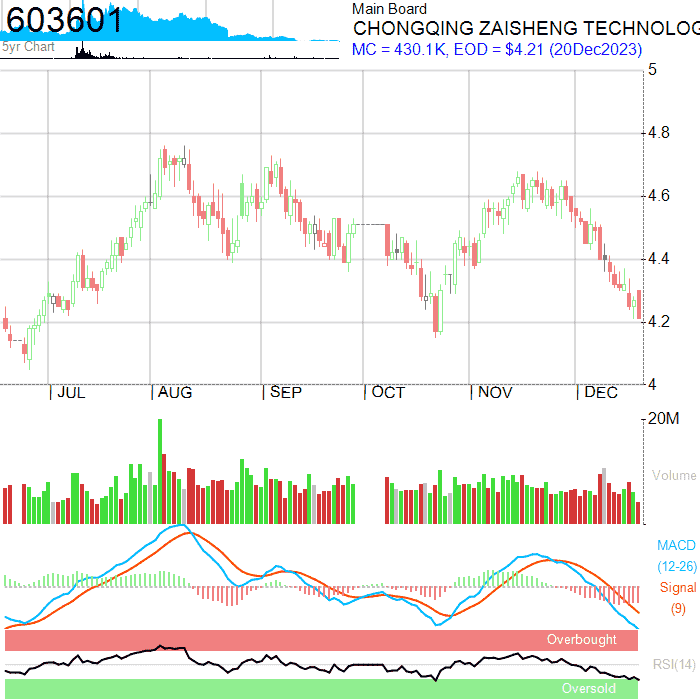 603601
5yr Chart
Main Board
CHONGQING ZAISHENG TECHNOLOG
MC = 430.1K, EOD = $4.21 (20Dec2023)
5
4.8
4.6
4.4
4.2
4
JUL
AUG
SEP
OCT
NOV
DEC
20M
Volume
MACD
(12-26)
Signal
(9)
Overbought
RSI(14)
Oversold